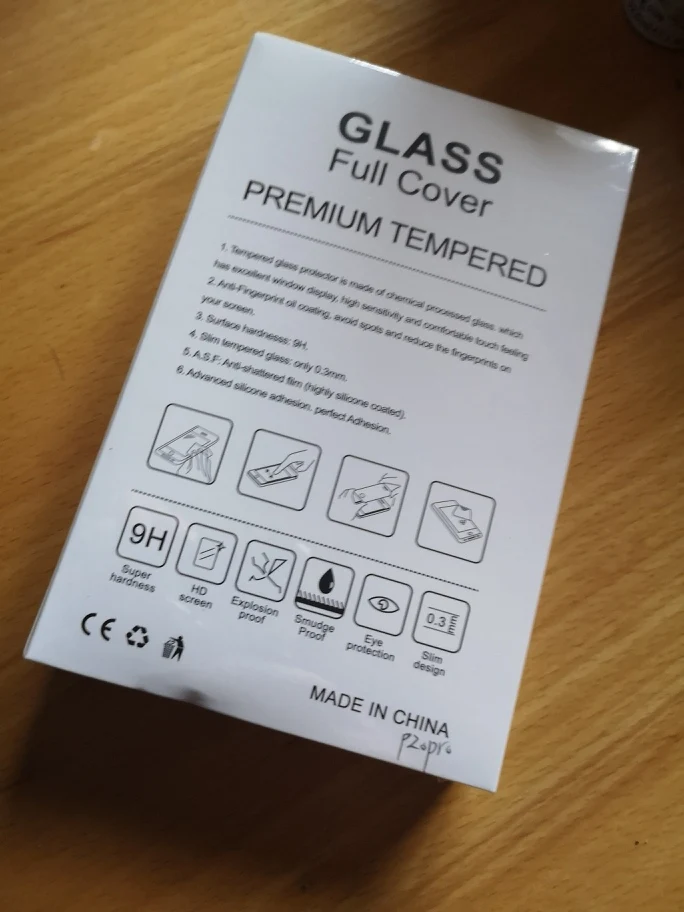 GLASS
Full Cover
PREMIUM TEMPERED
1. Tempered glass protector is made of chemical processed glass, which
has excellent window display, high sensitivity and comfortable touch feeling
2. Anti-Fingerprint oil coating, avoid spots and reduce the fingerprints on
your screen.
3. Surface hardnesss: 9H.
4. Slim tempered glass: only 0.3mm.
5. A.S.F: Anti-shattered film (highly silicone coated).
6. Advanced silicone adhesion, perfect Adhesion.
9H
Super
hardness
HD
screen
Explosion
proof
Smudge
Proof
Eye
protection
0.3
Slim
design
CE
MADE IN CHINA
P20pro